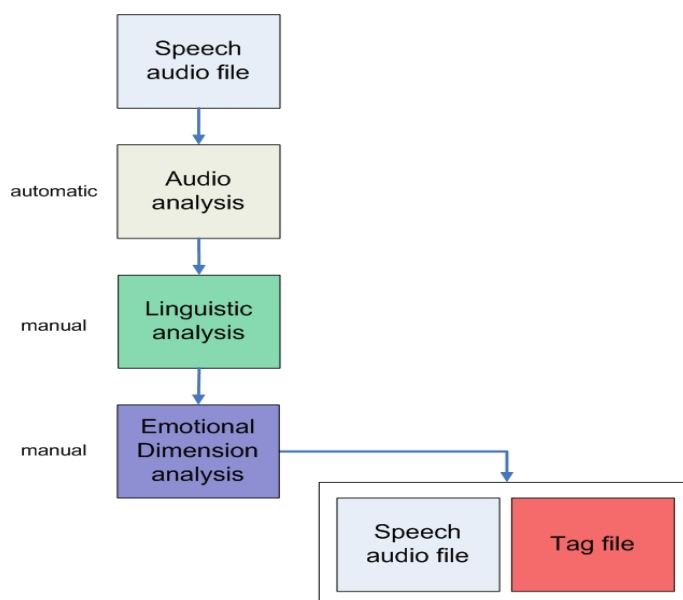 Speech
audio file
automatic
Audio
analysis
manual
Linguistic
analysis
manual
Emotional
Dimension
analysis
Speech
audio file
Tag file